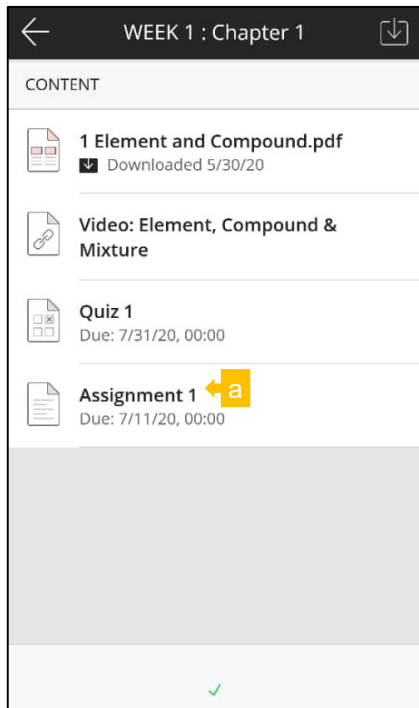 WEEK 1 : Chapter 1
CONTENT
1 Element and Compound.pdf
Downloaded 5/30/20
Video: Element, Compound &
Mixture
Quiz 1
Due: 7/31/20, 00:00
Assignment 1
a
Due: 7/11/20, 00:00